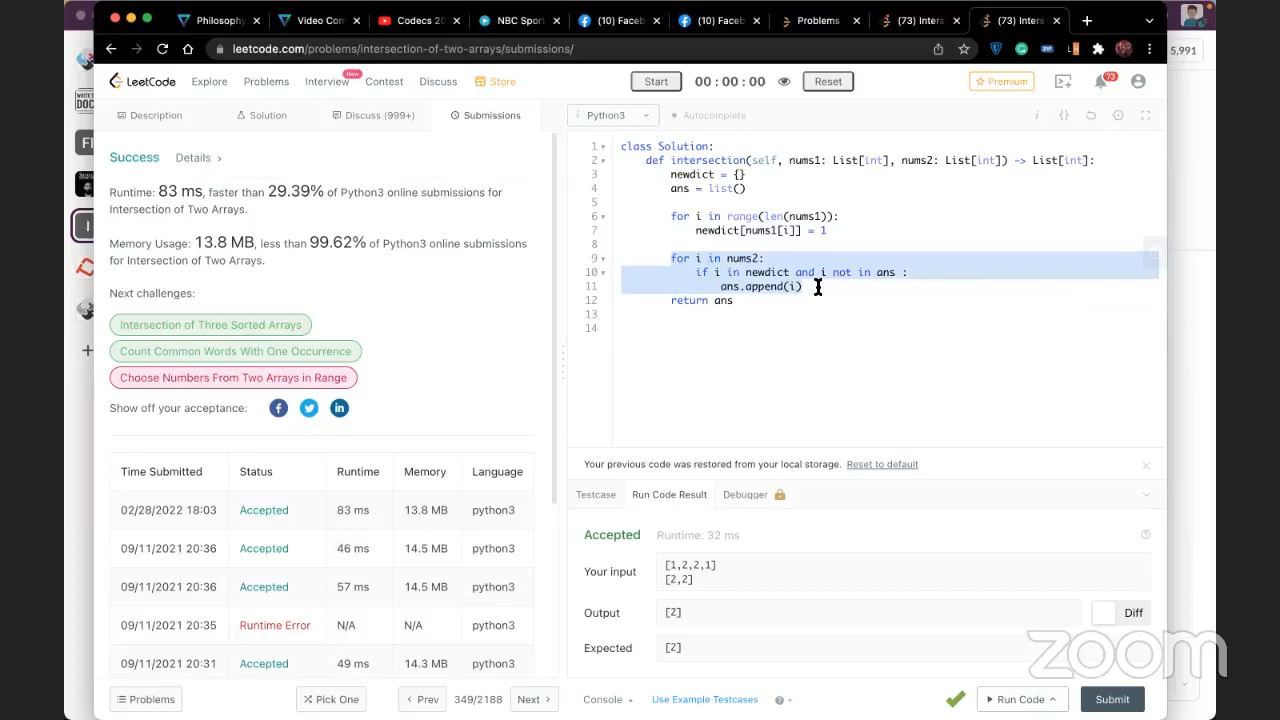 Philosophy
Video Com
Codecs 20
NBC Sport
(10) Faceb
(10) Faceb
Problems
(73) Inters
(73) Inters
leetcode.com/problems/intersection-of-two-arrays/submissions/
73
5,991
LeetCode
Explore
Problems
Interview
New
Contest
Discuss
Store
Start
00 : 00 : 00
Reset
Premium
Description
Solution
Discuss (999+)
Submissions
Python3
Autocomplete
Success Details
Runtime: 83 ms, faster than 29.39% of Python3 online submissions for
Intersection of Two Arrays.
Memory Usage: 13.8 MB, less than 99.62% of Python3 online submissions
for Intersection of Two Arrays.
Next challenges:
Intersection of Three Sorted Arrays
Count Common Words With One Occurrence
Choose Numbers From Two Arrays in Range
Show off your acceptance:
Time Submitted Status Runtime Memory Language
02/28/2022 18:03 Accepted 83 ms 13.8 MB python3
09/11/2021 20:36 Accepted 46 ms 14.5 MB python3
09/11/2021 20:36 Accepted 57 ms 14.5 MB python3
09/11/2021 20:35 Runtime Error N/A N/A python3
09/11/2021 20:31 Accepted 49 ms 14.3 MB python3
1 class Solution:
2 def intersection(self, nums1: List[int], nums2: List[int]) -> List[int]:
3 newdict = {}
4 ans = list()
5
6 for i in range(len(nums1)):
7 newdict[nums1[i]] = 1
8
9 for i in nums2:
10 if i in newdict and i not in ans :
11 ans.append(i)
12 return ans
13
14
Your previous code was restored from your local storage. Reset to default
Testcase
Run Code Result
Debugger
Accepted Runtime: 32 ms
Your input
[1,2,2,1]
[2,2]
Output
[2]
Diff
Expected
[2]
zoom
Problems
Pick One
Prev
349/2188
Next
Console
Use Example Testcases
Run Code
Submit